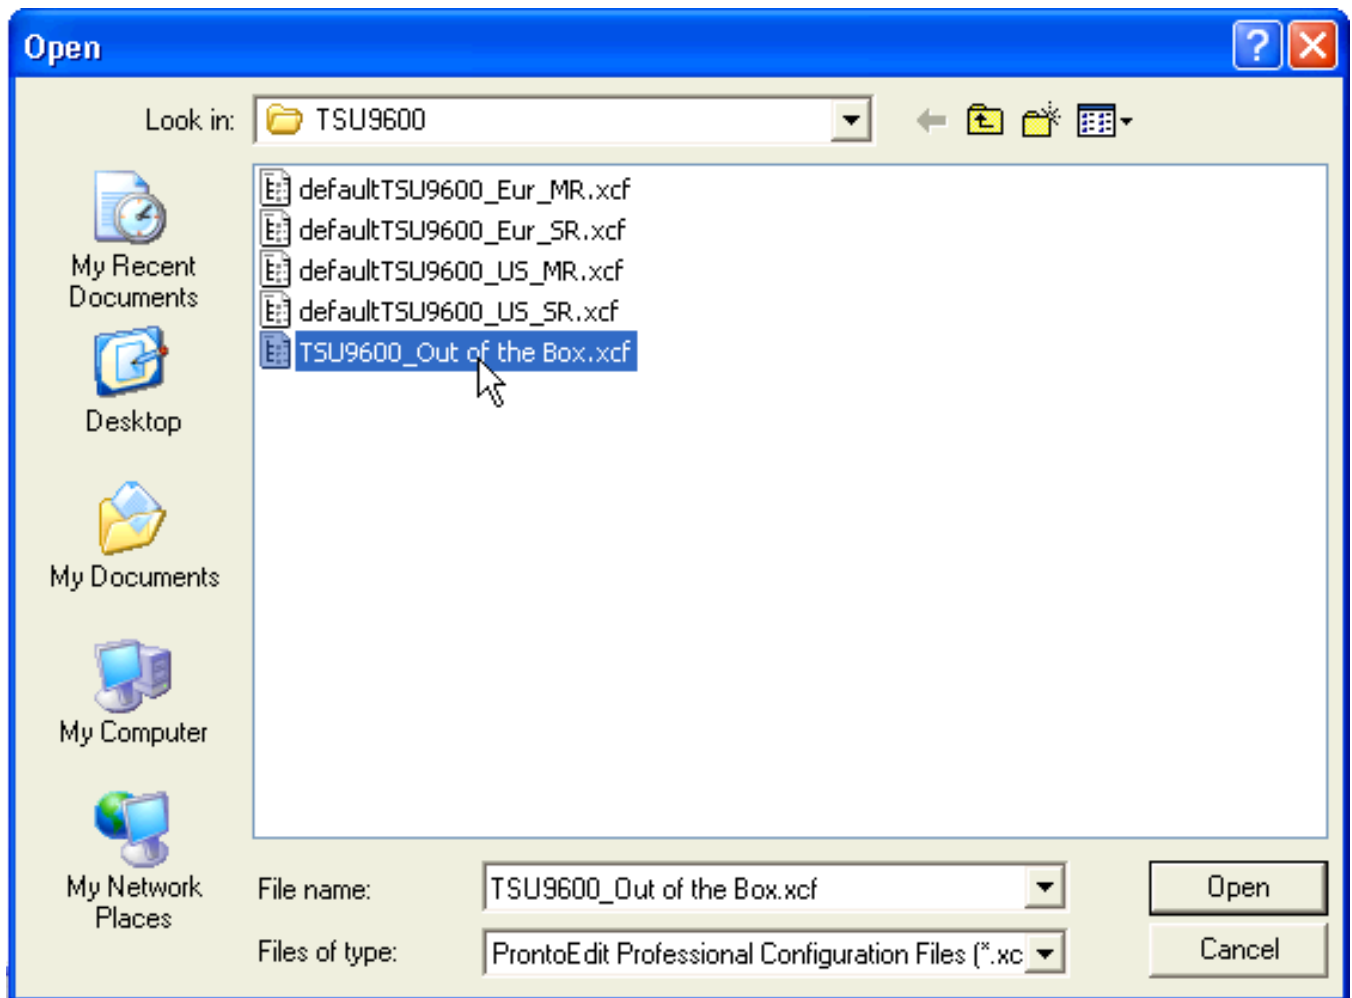 Open
Look in: TSU9600
defaultTSU9600_Eur_MR.xcf
defaultTSU9600_Eur_SR.xcf
defaultTSU9600_US_MR.xcf
defaultTSU9600_US_SR.xcf
TSU9600_Out of the Box.xcf
My Recent
Documents
Desktop
My Documents
My Computer
My Network
Places
File name: TSU9600_Out of the Box.xcf Open
Files of type: ProntoEdit Professional Configuration Files (*.xc Cancel